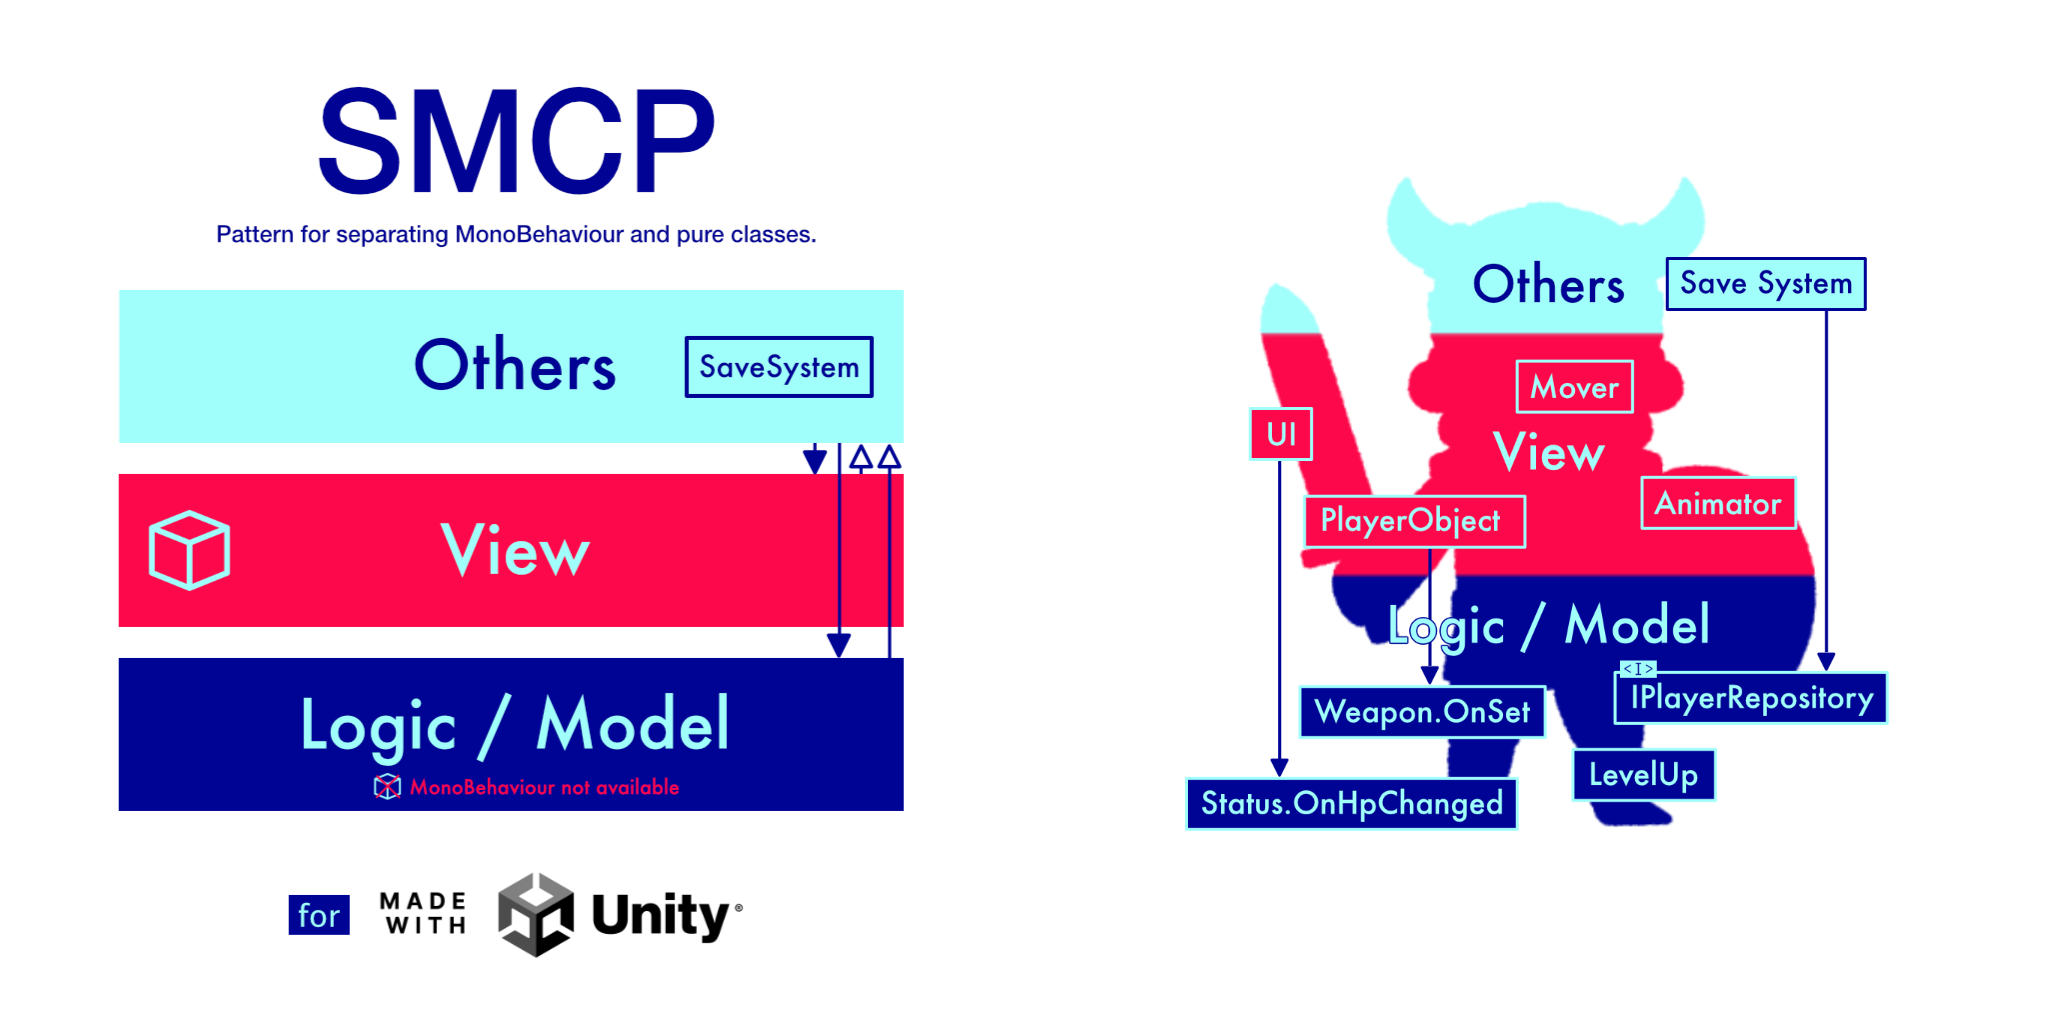 SMCP
Pattern for separating MonoBehaviour and pure classes.
Others
SaveSystem
View
Logic / Model
MonoBehaviour not available
for
MADE
WITH
Unity®
Others
Save System
Mover
UI
View
Animator
PlayerObject
Logic / Model
<I>
IPlayerRepository
Weapon.OnSet
LevelUp
Status.OnHpChanged